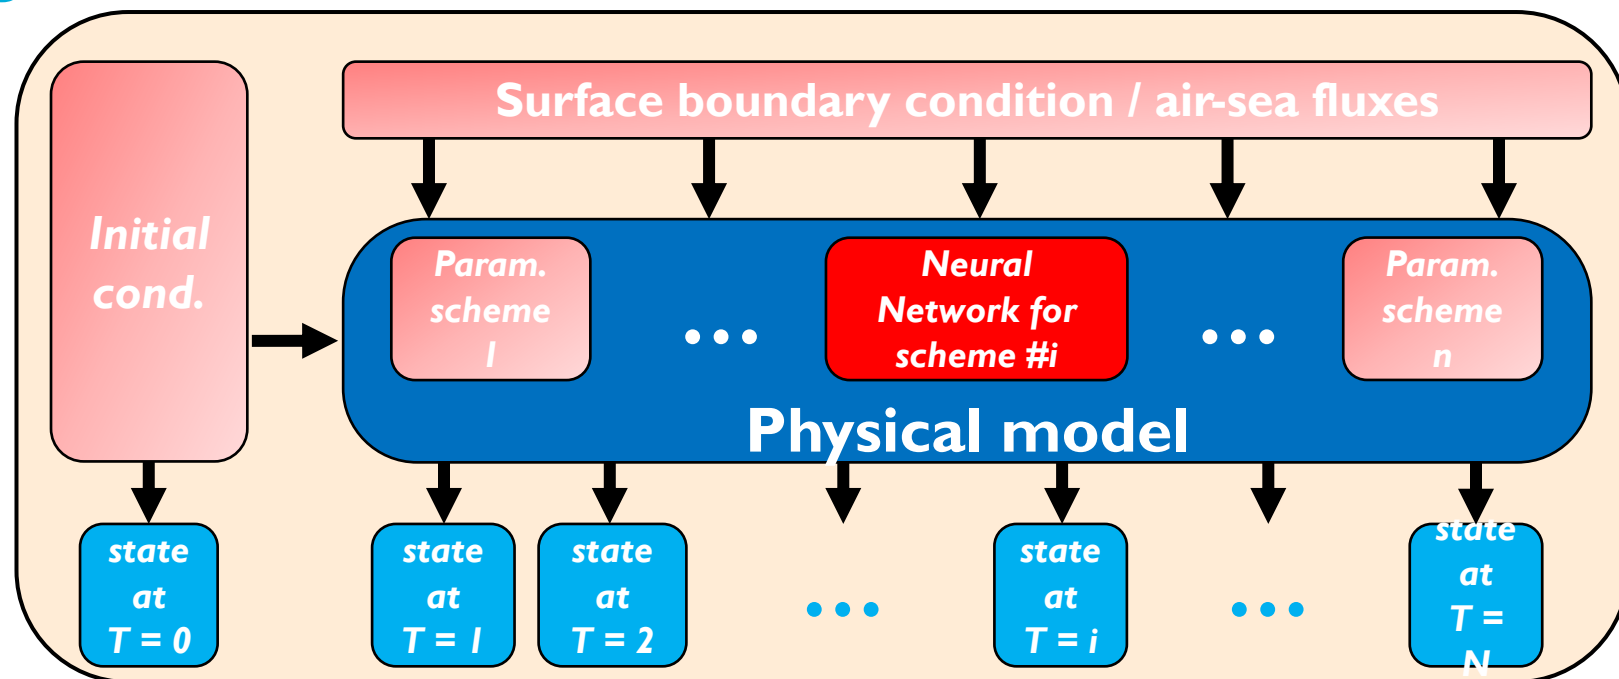 Surface boundary condition / air-sea fluxes
Initial
cond.
Param.
scheme
1
...
Neural
Network for
scheme #i
...
Param.
scheme
n
Physical model
state
at
T = 0
state
at
T = 1
state
at
T = 2
...
state
at
T = i
...
state
at
T =
N